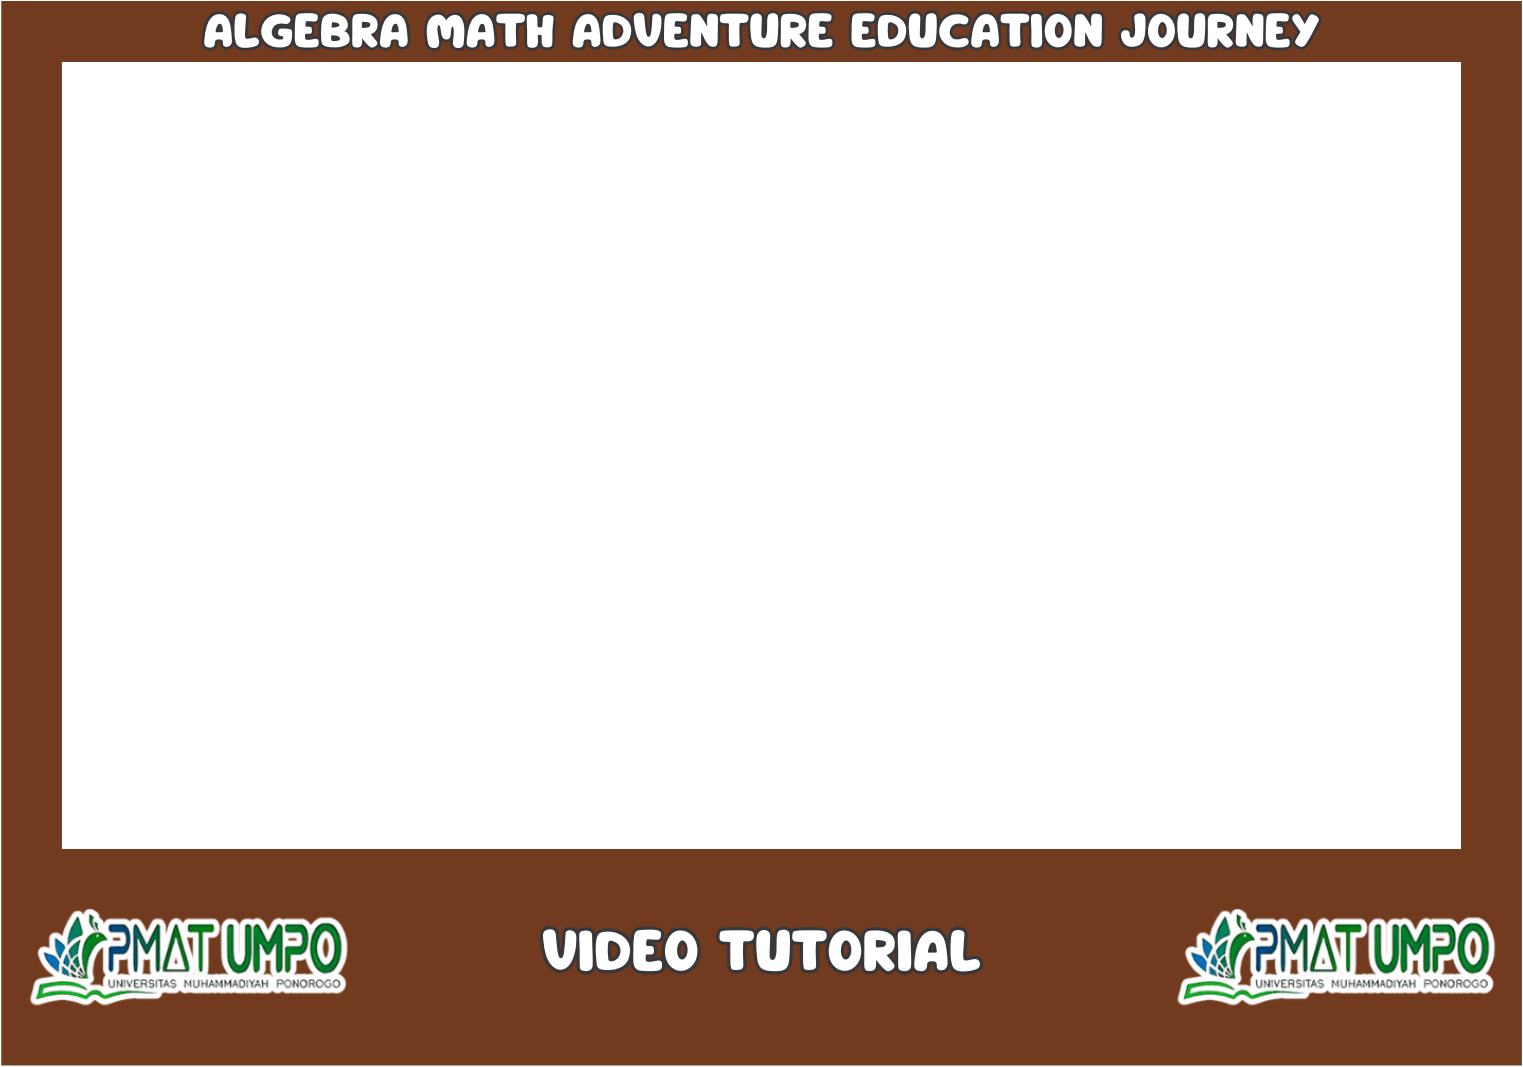 ALGEBRA MATH ADVENTURE EDUCATION JOURNEY
PMAT UMPO
UNIVERSITAS MUHAMMADIYAH PONOROGO
VIDEO TUTORIAL
PMAT UMPO
UNIVERSITAS MUHAMMADIYAH PONOROGO